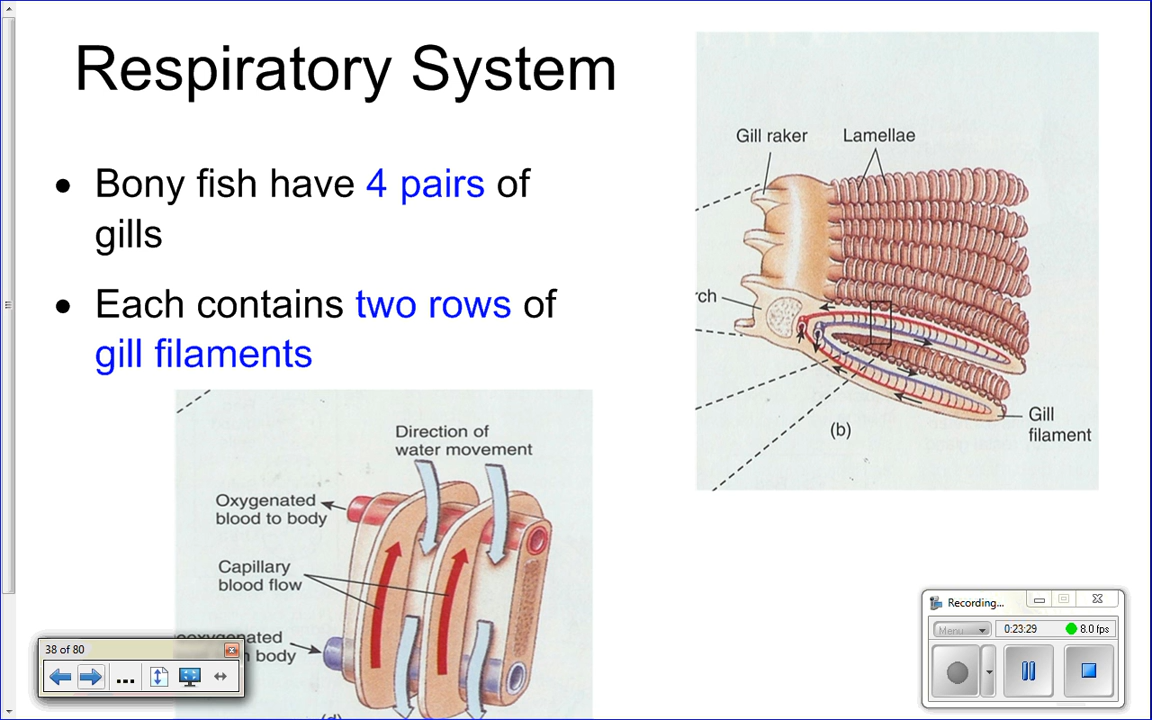 Respiratory System
• Bony fish have 4 pairs of
gills
• Each contains two rows of
gill filaments
Gill raker
Lamellae
rch
(b)
Gill
filament
Direction of
water movement
Oxygenated
blood to body
Capillary
blood flow
oxygenated
body
38 of 80
...
Recording...
Menu
0:23:29
8.0 fps